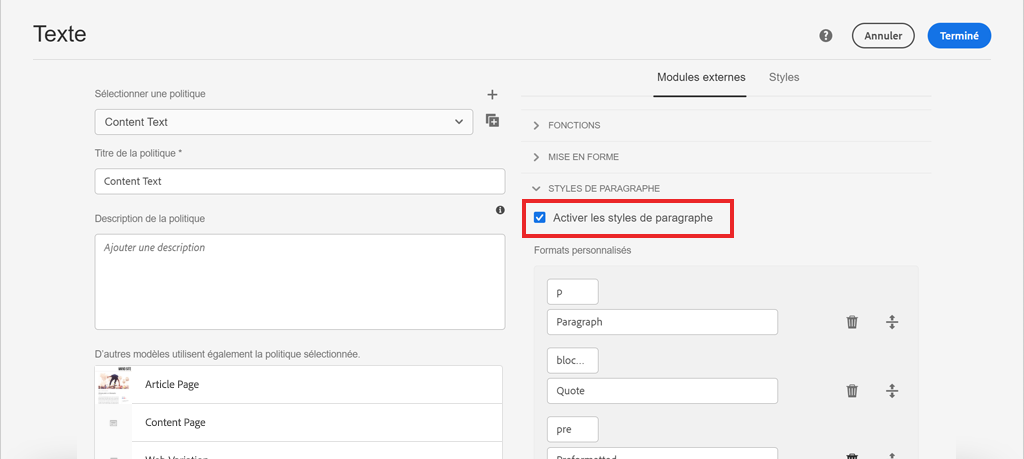 Texte
Annuler
Terminé
Sélectionner une politique
Content Text
Titre de la politique *
Content Text
Description de la politique
Ajouter une description
D'autres modèles utilisent également la politique sélectionnée.
Article Page
Content Page
Web Variation
Modules externes Styles
FONCTIONS
MISE EN FORME
STYLES DE PARAGRAPHE
Activer les styles de paragraphe
Formats personnalisés
p
Paragraph
bloc...
Quote
pre
Preformatted